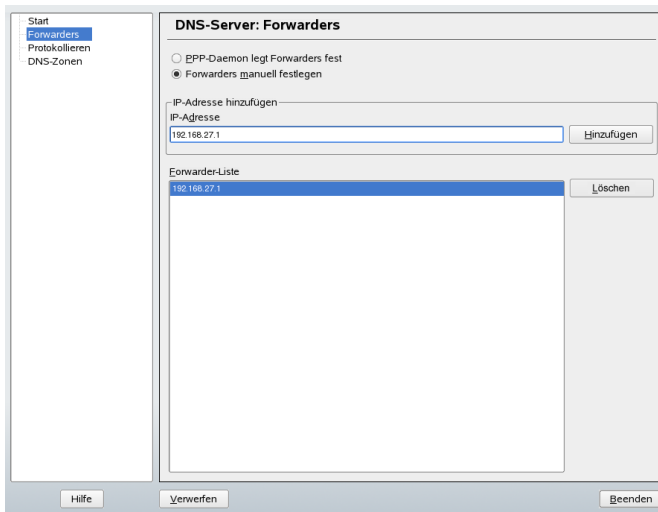 Start
Forwarders
Protokollieren
DNS-Zonen
DNS-Server: Forwarders
PPP-Daemon legt Forwarders fest
Forwarders manuell festlegen
IP-Adresse hinzufügen
IP-Adresse
192.168.27.1
Hinzufügen
Forwarder-Liste
192.168.27.1
Löschen
Hilfe
Verwerfen
Beenden